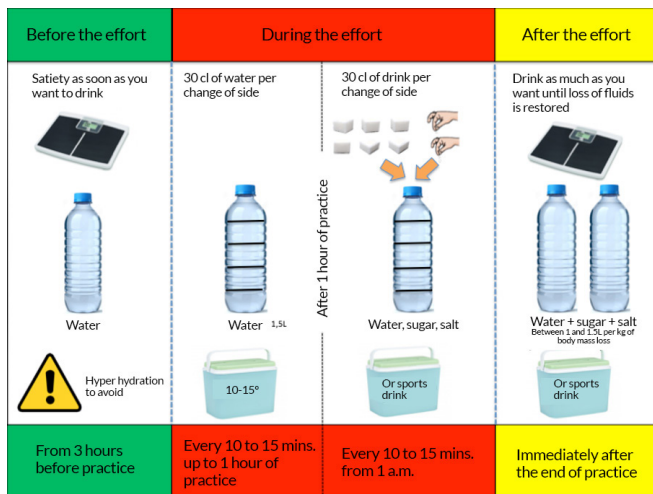 Before the effort
During the effort
After the effort
Satiety as soon as you
want to drink
30 cl of water per
change of side
30 cl of drink per
change of side
Drink as much as you
want until loss of fluids
is restored
After 1 hour of practice
Water
Water 1,5L
Water, sugar, salt
Water + sugar + salt
Between 1 and 1.5L per kg of
body mass loss
Hyper hydration
to avoid
10-15°
Or sports
drink
Or sports
drink
From 3 hours
before practice
Every 10 to 15 mins.
up to 1 hour of
practice
Every 10 to 15 mins.
from 1 a.m.
Immediately after
the end of practice